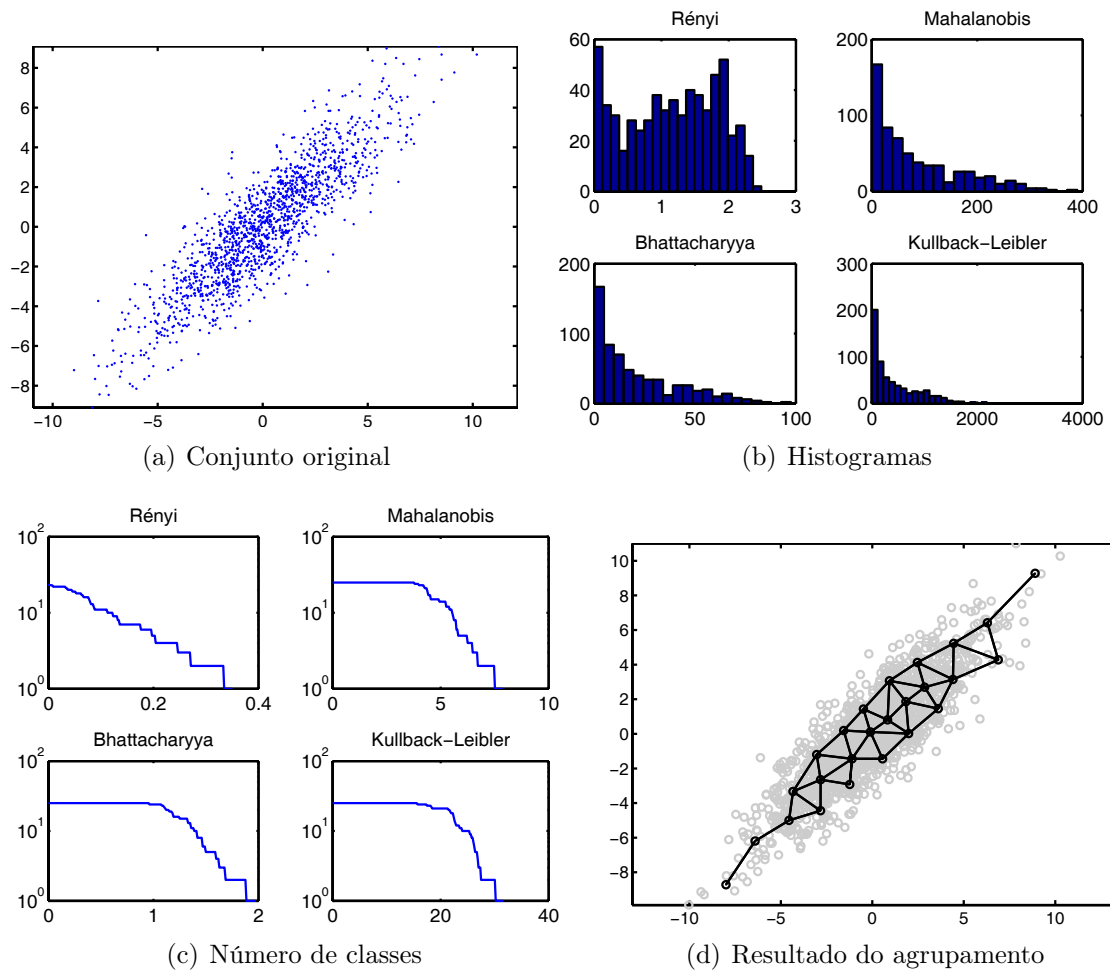 8
6
4
2
0
−2
−4
−6
−8
−10 −5 0 5 10
(a) Conjunto original
Rényi
60
40
20
0
0 1 2 3
Mahalanobis
200
100
0
0 200 400
Bhattacharyya
200
100
0
0 50 100
Kullback−Leibler
300
200
100
0
0 2000 4000
(b) Histogramas
Rényi
10^2
10^1
10^0
0 0.2 0.4
Mahalanobis
10^2
10^1
10^0
0 5 10
Bhattacharyya
10^2
10^1
10^0
0 1 2
Kullback−Leibler
10^2
10^1
10^0
0 20 40
(c) Número de classes
10
8
6
4
2
0
−2
−4
−6
−8
−10 −5 0 5 10
(d) Resultado do agrupamento